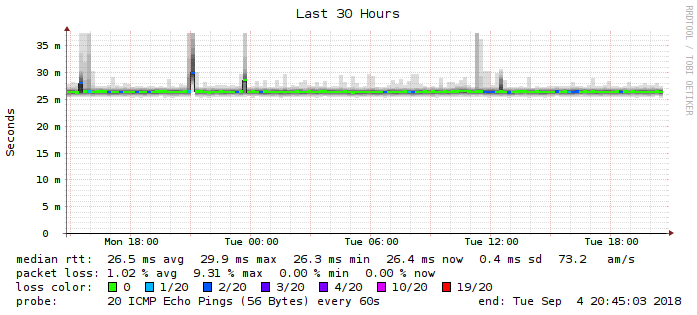 Last 30 Hours
RRDTOOL / TOBI OETIKER
Seconds
35 m
30 m
25 m
20 m
15 m
10 m
5 m
0
Mon 18:00 Tue 00:00 Tue 06:00 Tue 12:00 Tue 18:00
median rtt: 26.5 ms avg 29.9 ms max 26.3 ms min 26.4 ms now 0.4 ms sd 73.2 am/s
packet loss: 1.02 % avg 9.31 % max 0.00 % min 0.00 % now
loss color: 0 1/20 2/20 3/20 4/20 10/20 19/20
probe: 20 ICMP Echo Pings (56 Bytes) every 60s end: Tue Sep 4 20:45:03 2018